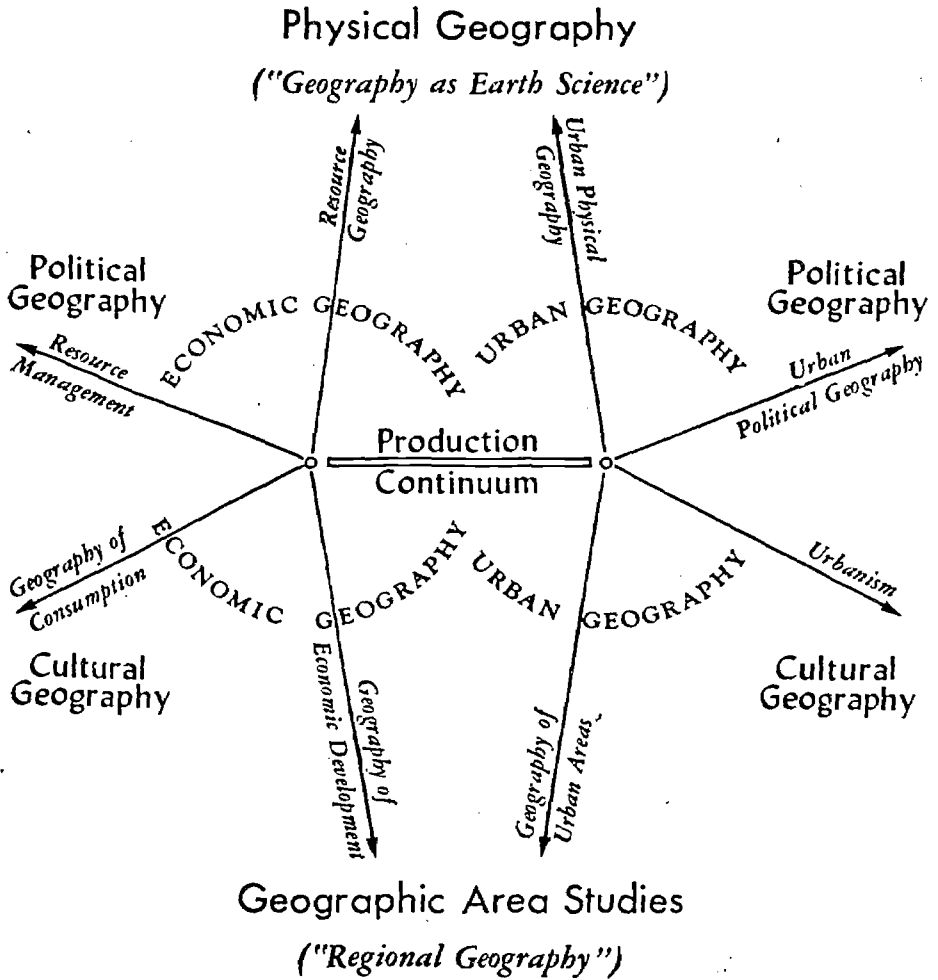 Physical Geography
("Geography as Earth Science")
Resource
Geography
Urban Physical
Geography
Political
Geography
Political
Geography
ECONOMIC GEOGRAPHY
URBAN GEOGRAPHY
Resource
Management
Urban
Political Geography
Production
Continuum
Geography of
Consumption
ECONOMIC GEOGRAPHY
URBAN GEOGRAPHY
Urbanism
Cultural
Geography
Cultural
Geography
Geography of
Economic Development
Geography of
Urban Areas
Geographic Area Studies
("Regional Geography")